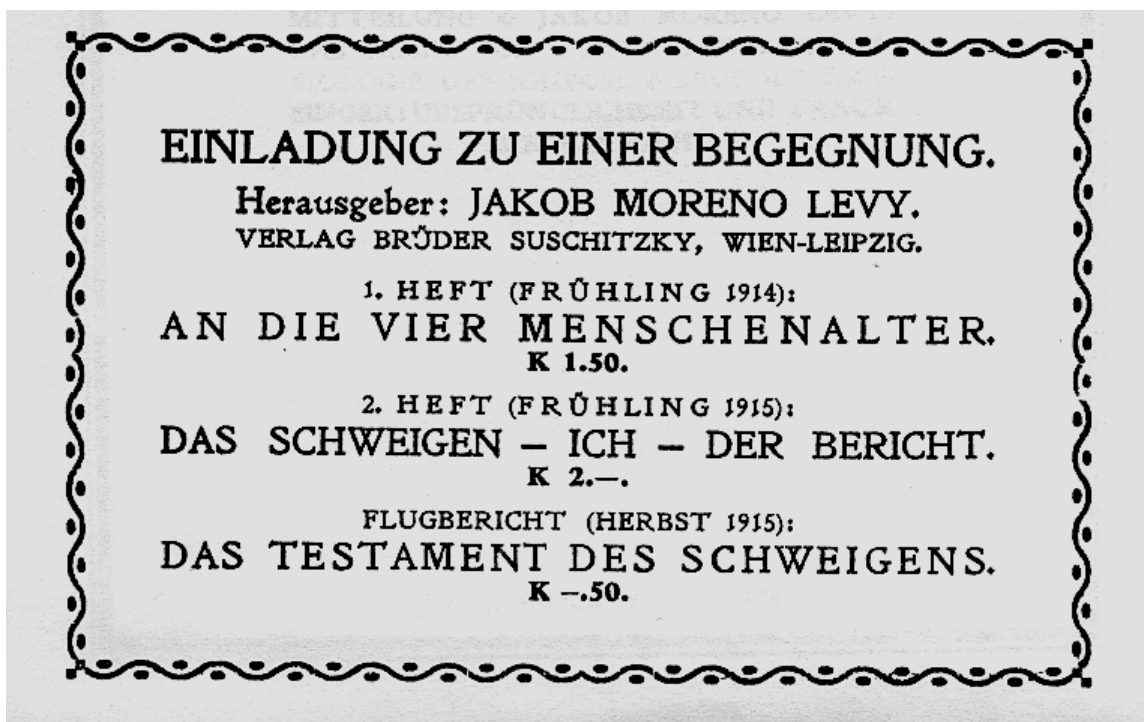 EINLADUNG ZU EINER BEGEGNUNG.
Herausgeber: JAKOB MORENO LEVY.
VERLAG BRÜDER SUSCHITZKY, WIEN-LEIPZIG.
1. HEFT (FRÜHLING 1914):
AN DIE VIER MENSCHENALTER.
K 1.50.
2. HEFT (FRÜHLING 1915):
DAS SCHWEIGEN – ICH – DER BERICHT.
K 2.—.
FLUGBERICHT (HERBST 1915):
DAS TESTAMENT DES SCHWEIGENS.
K –.50.